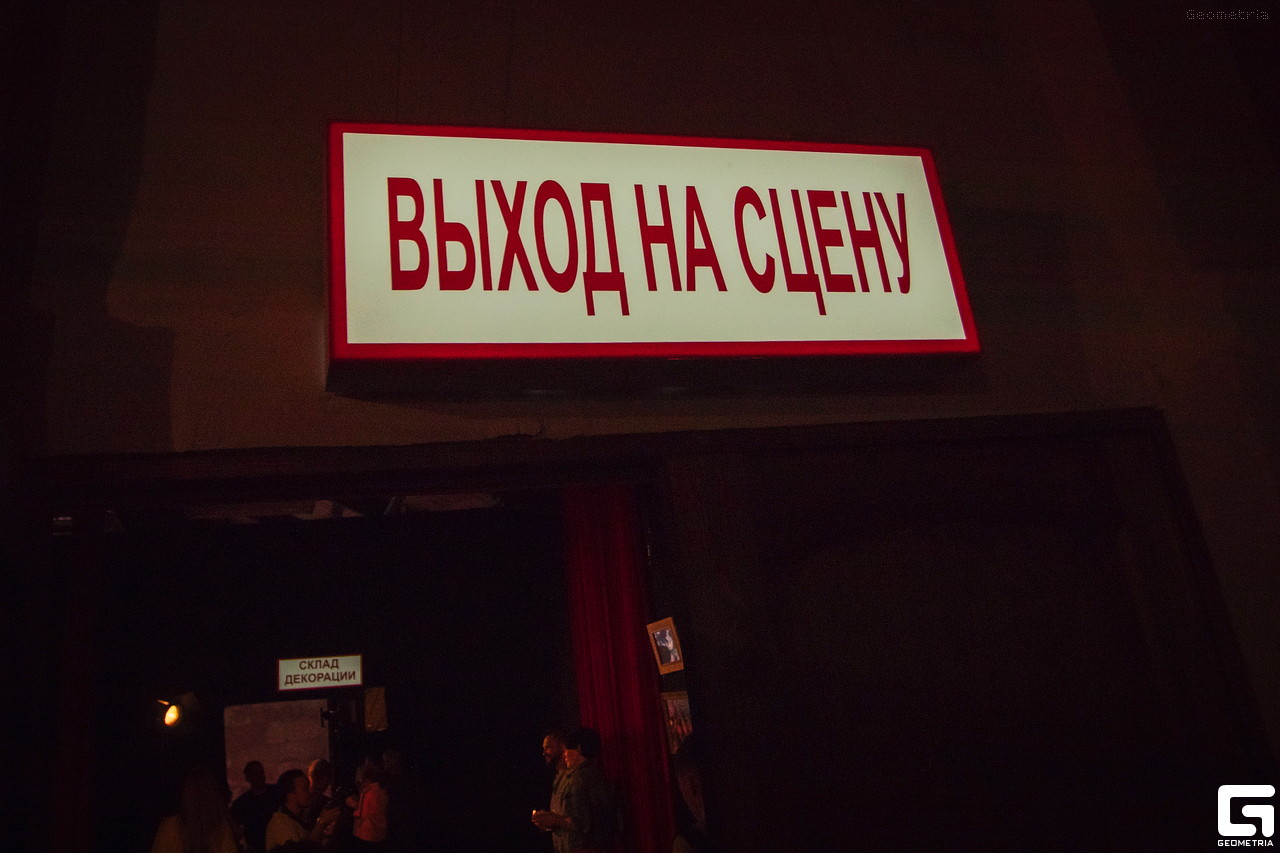 Geometria
ВЫХОД НА СЦЕНУ
СКЛАД
ДЕКОРАЦИИ
GEOMETRIA